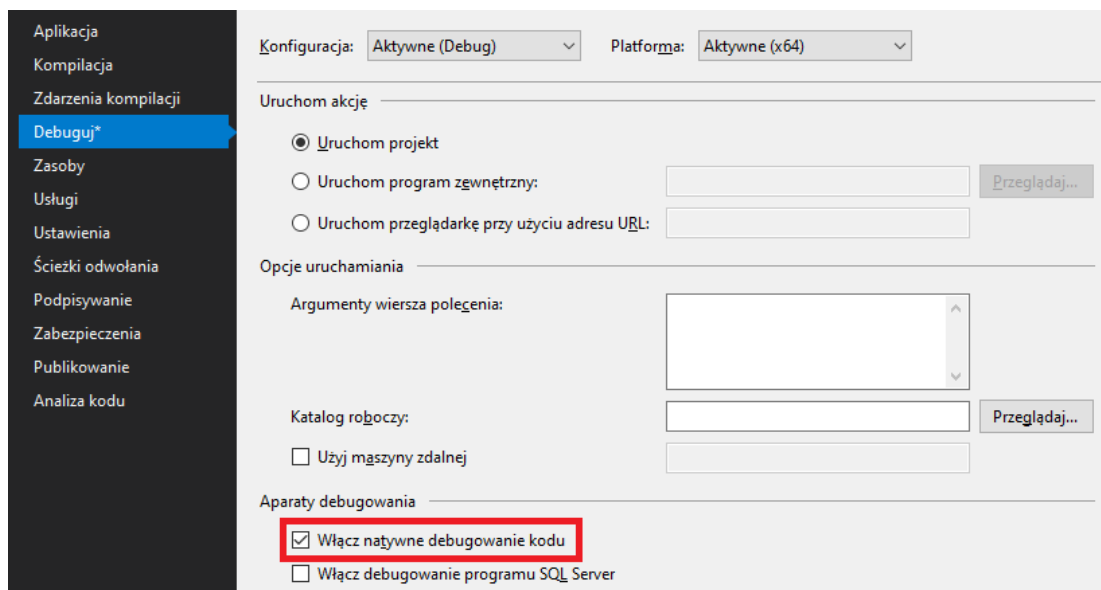 Aplikacja
Kompilacja
Zdarzenia kompilacji
Debuguj*
Zasoby
Usługi
Ustawienia
Ścieżki odwołania
Podpisywanie
Zabezpieczenia
Publikowanie
Analiza kodu
Konfiguracja: Aktywne (Debug) Platforma: Aktywne (x64)
Uruchom akcję
Uruchom projekt
Uruchom program zewnętrzny: Przeglądaj...
Uruchom przeglądarkę przy użyciu adresu URL:
Opcje uruchamiania
Argumenty wiersza polecenia:
Katalog roboczy: Przeglądaj...
Użyj maszyny zdalnej
Aparaty debugowania
Włącz natywne debugowanie kodu
Włącz debugowanie programu SQL Server